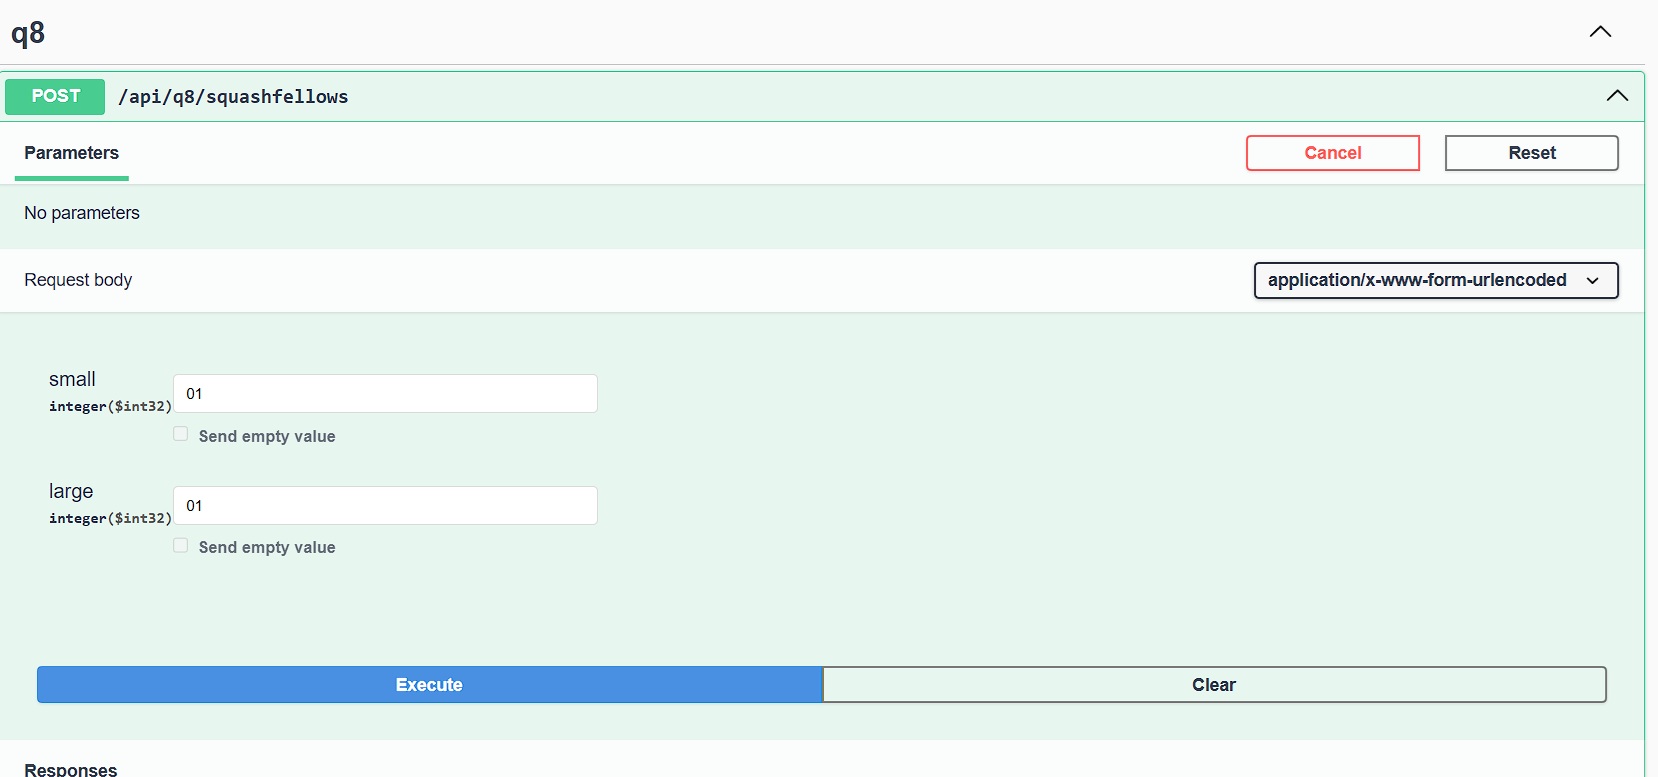 q8
POST /api/q8/squashfellows
Parameters Cancel Reset
No parameters
Request body application/x-www-form-urlencoded
small
integer($int32) 01
Send empty value
large
integer($int32) 01
Send empty value
Execute Clear
Responses